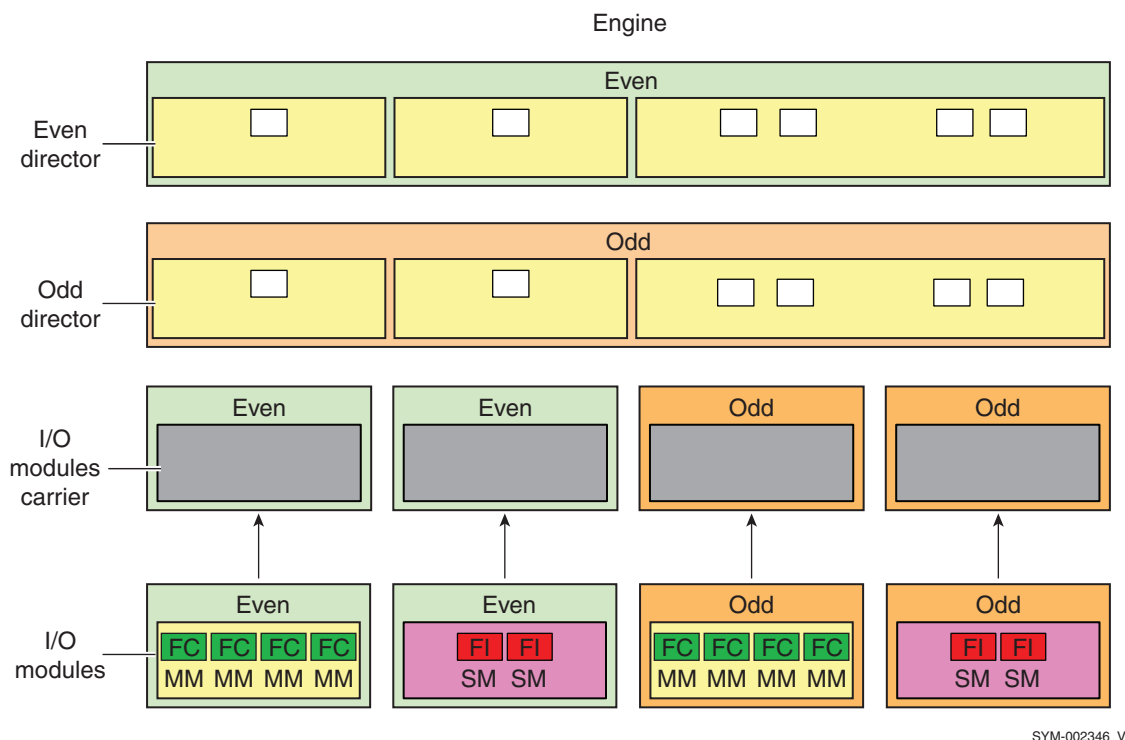 Engine
Even
Even
director
Odd
Odd
director
Even Even Odd Odd
I/O
modules
carrier
Even Even Odd Odd
I/O
modules
FC FC FC FC FI FI FC FC FC FC FI FI
MM MM MM MM SM SM MM MM MM MM SM SM
SYM-002346_V